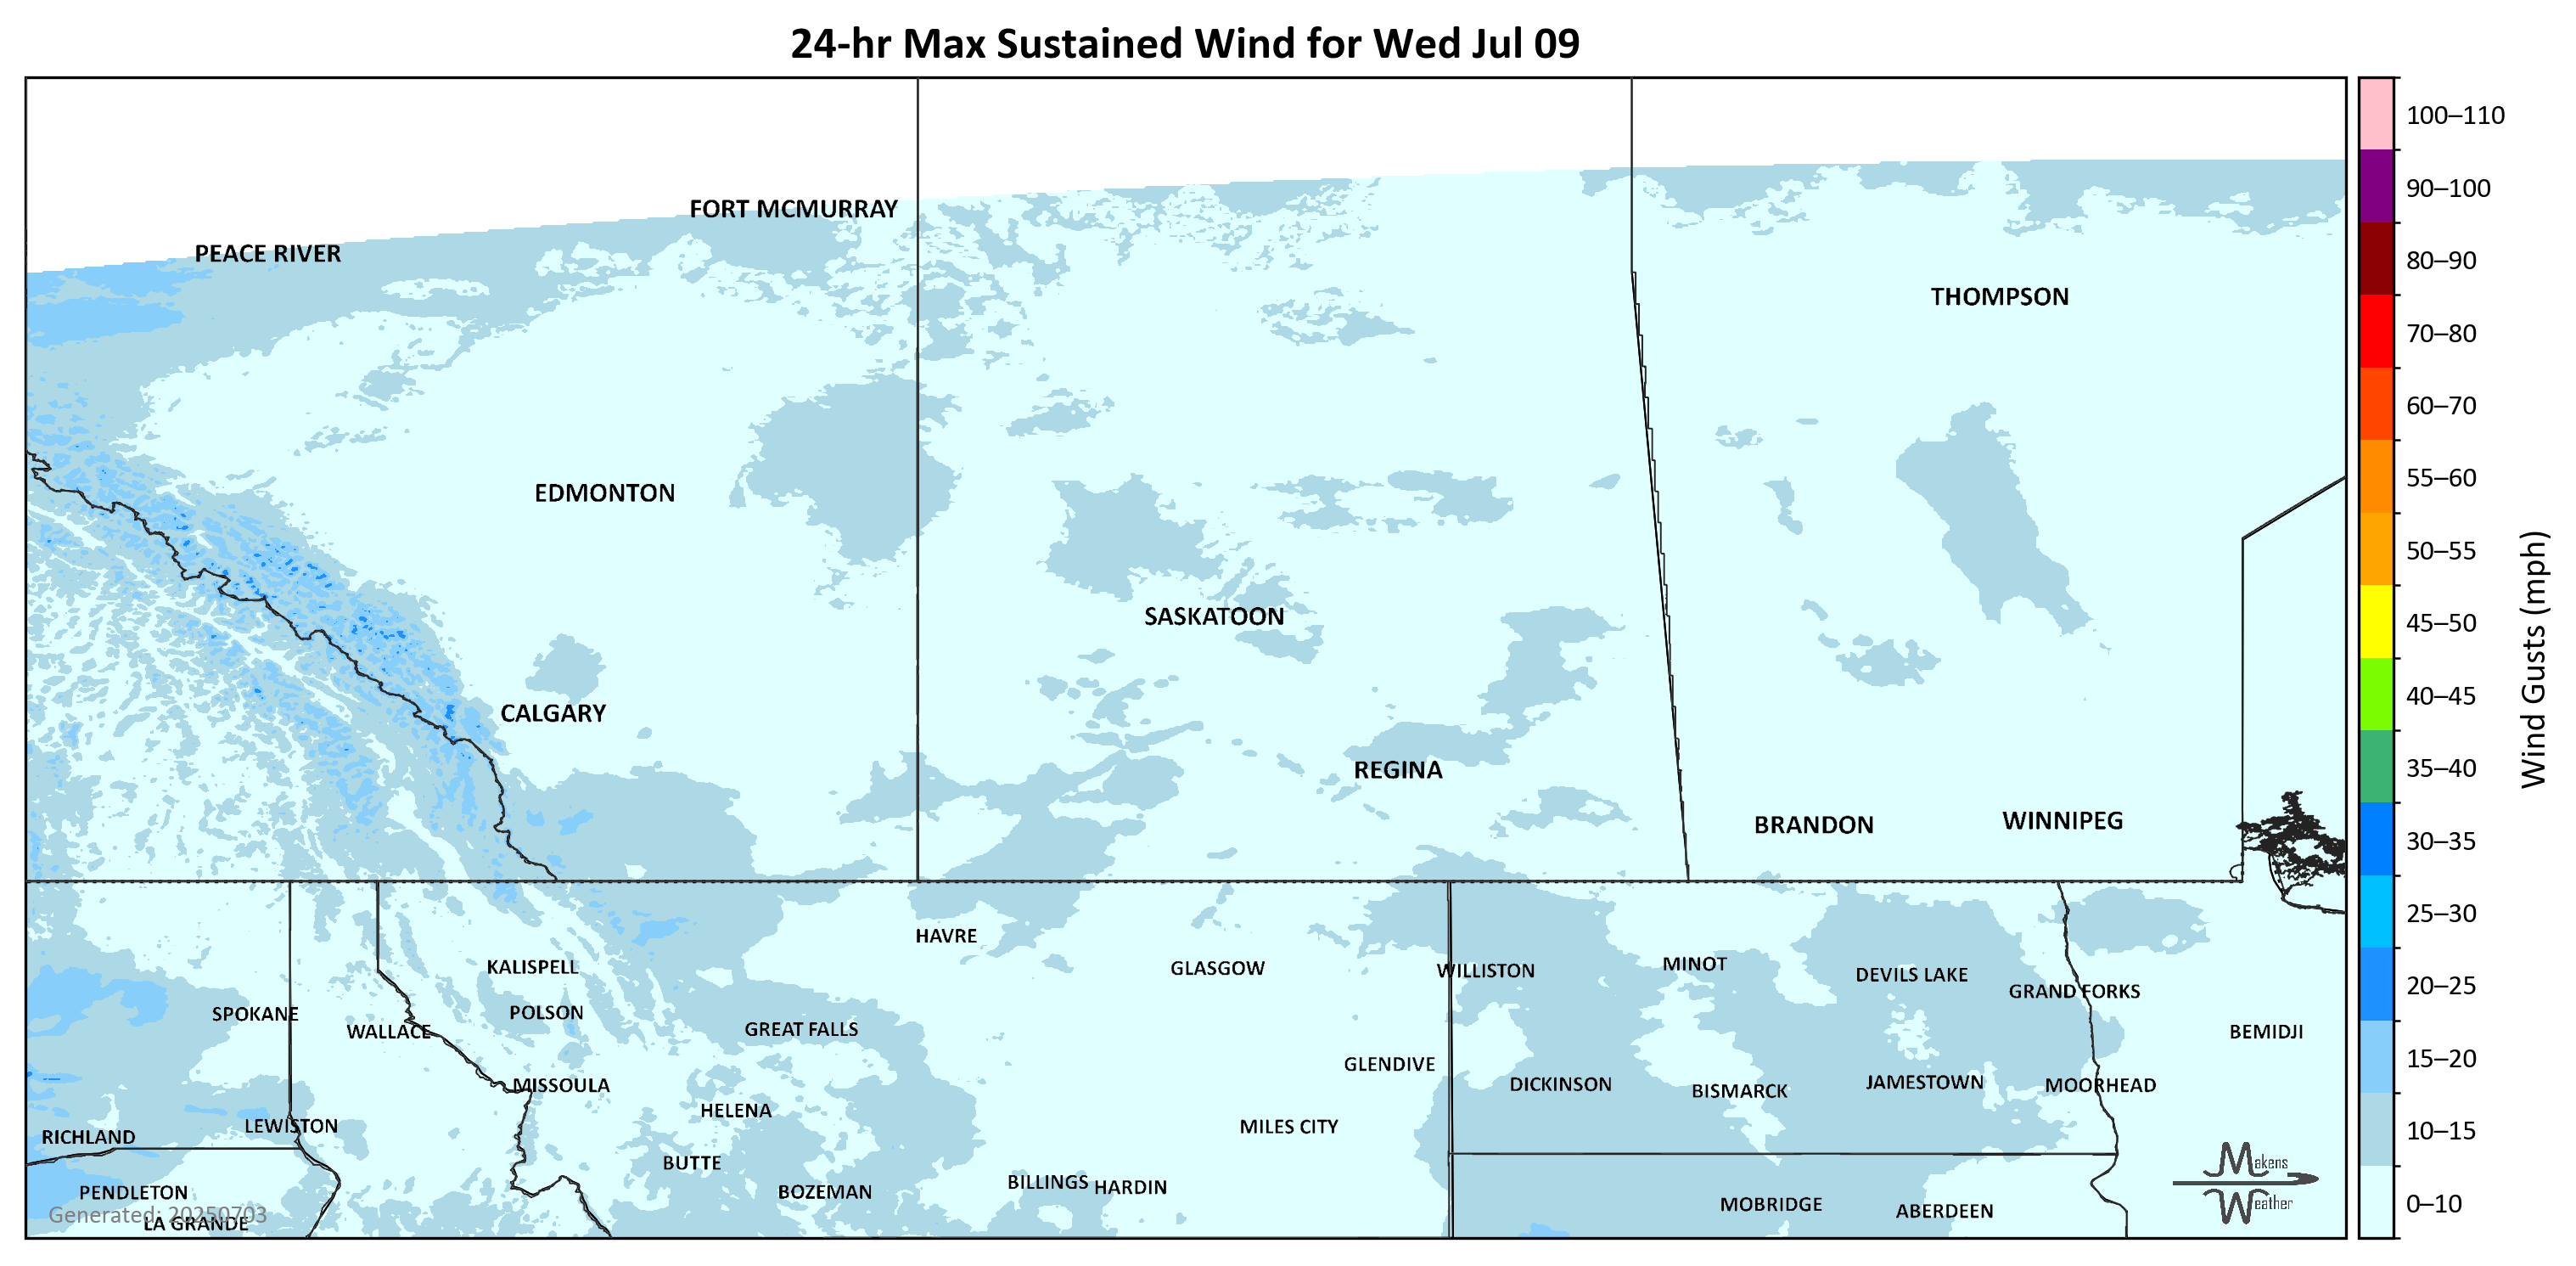 24-hr Max Sustained Wind for Wed Jul 09
100–110
FORT MCMURRAY
90–100
PEACE RIVER
80–90
THOMPSON
70–80
60–70
55–60
EDMONTON
50–55
SASKATOON
45–50
Wind Gusts (mph)
40–45
CALGARY
REGINA
35–40
BRANDON
WINNIPEG
30–35
HAVRE
25–30
KALISPELL
GLASGOW
WILLISTON
MINOT
DEVILS LAKE
20–25
GRAND FORKS
SPOKANE
POLSON
WALLACE
GREAT FALLS
BEMIDJI
15–20
GLENDIVE
MISSOULA
DICKINSON
BISMARCK
JAMESTOWN
MOORHEAD
HELENA
LEWISTON
MILES CITY
10–15
RICHLAND
BUTTE
Makens
PENDLETON
BOZEMAN
BILLINGS
HARDIN
MOBRIDGE
ABERDEEN
Weather
0–10
Generated: 20250703
LA GRANDE